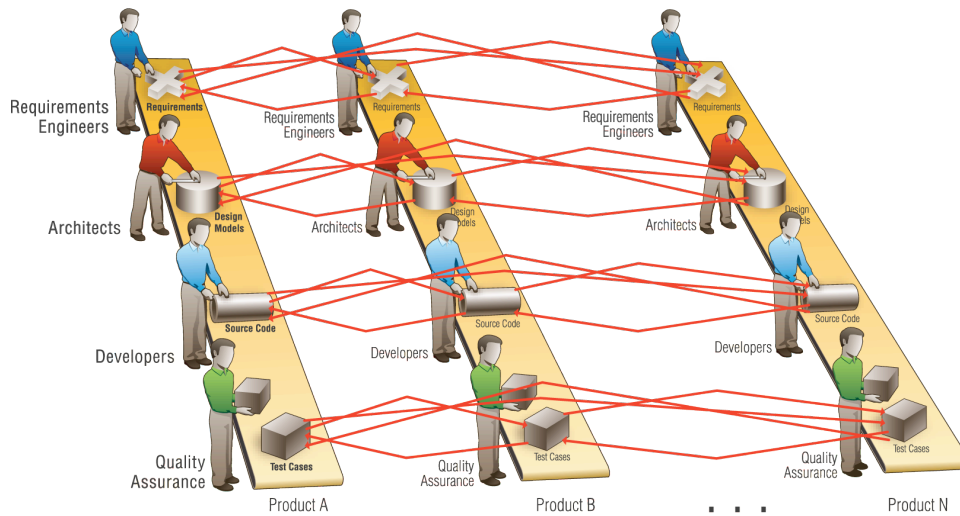 Requirements
Requirements
Engineers
Requirements
Requirements
Engineers
Requirements
Requirements
Engineers
Design
Models
Architects
Design
Models
Architects
Design
Models
Architects
Source Code
Developers
Source Code
Developers
Source Code
Developers
Test Cases
Quality
Assurance
Test Cases
Quality
Assurance
Test Cases
Quality
Assurance
Product A
Product B
. . .
Product N